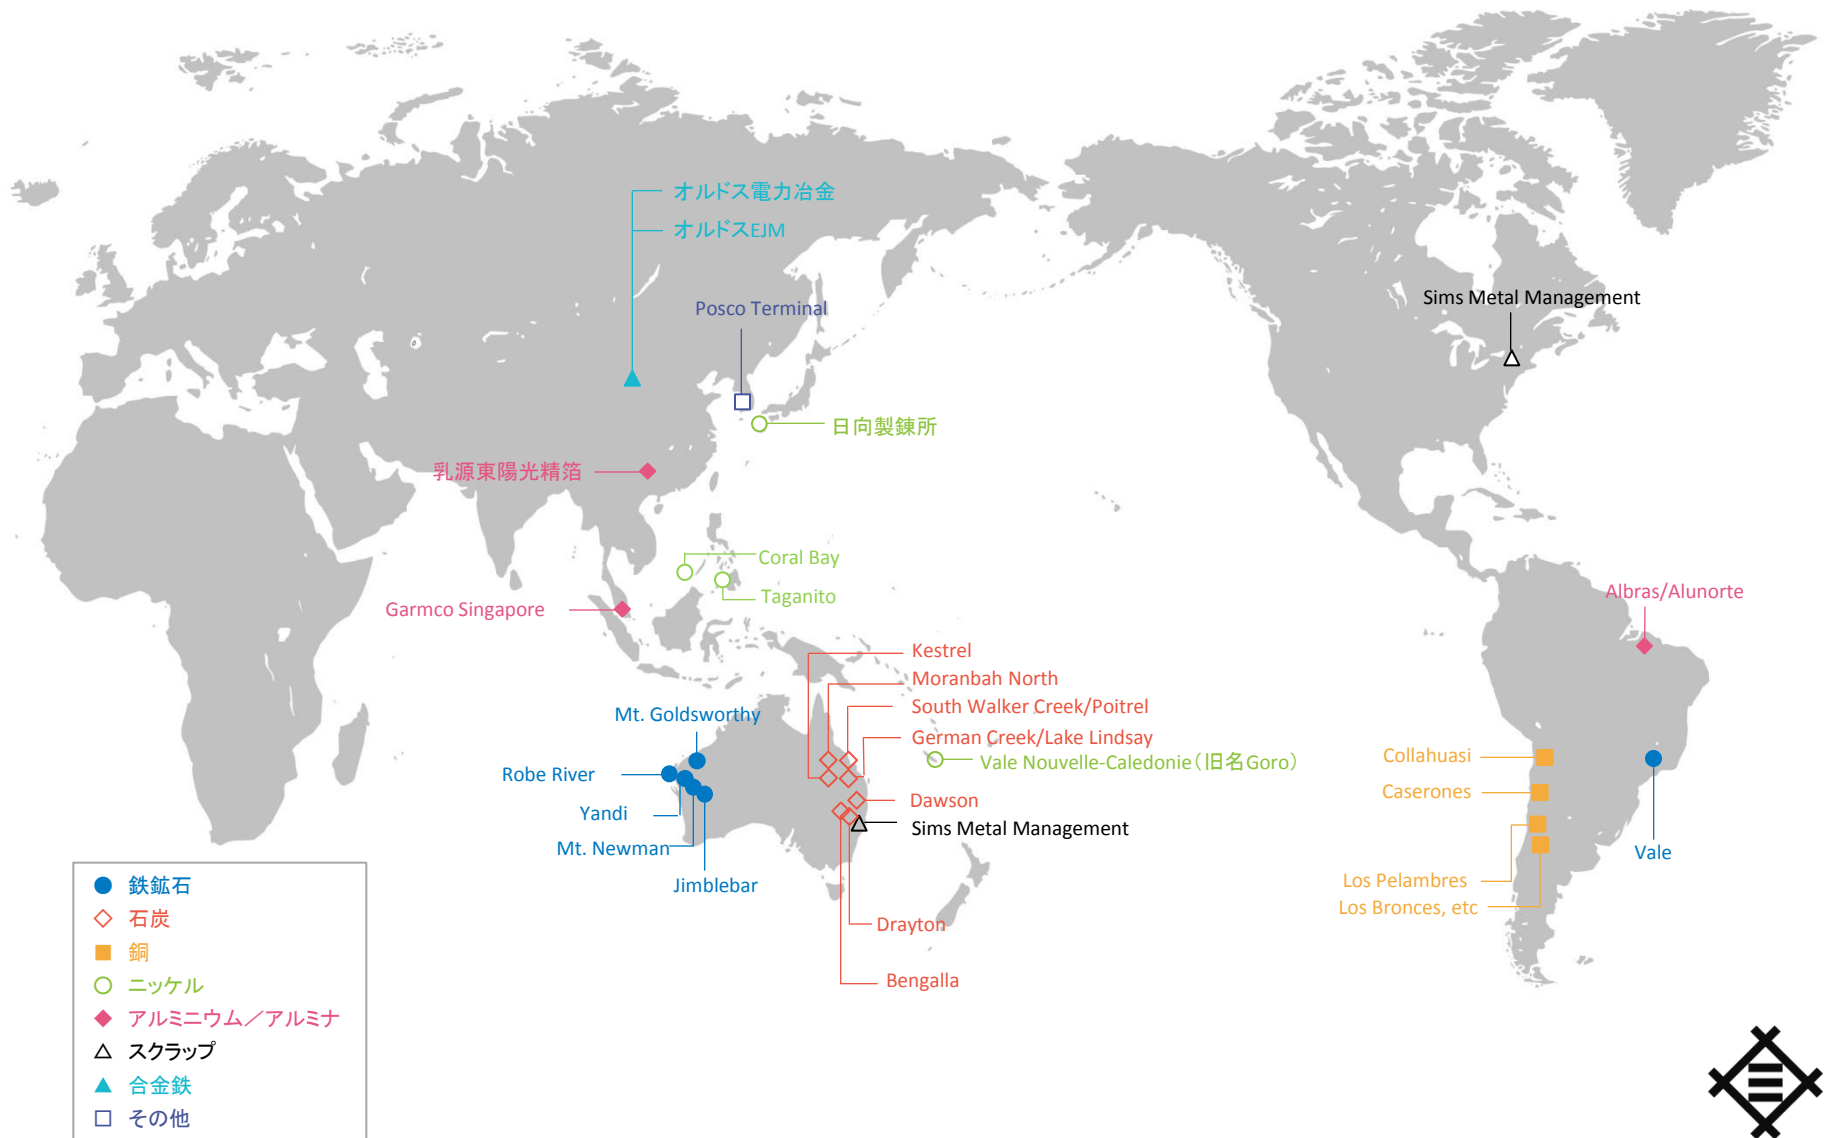 オルドス電力冶金
オルドスEJM
Posco Terminal
Sims Metal Management
日向製錬所
乳源東陽光精箔
Coral Bay
Taganito
Garmco Singapore
Albras/Alunorte
Kestrel
Moranbah North
South Walker Creek/Poitrel
German Creek/Lake Lindsay
Mt. Goldsworthy
Vale Nouvelle-Caledonie（旧名Goro）
Robe River
Yandi
Mt. Newman
Jimblebar
Dawson
Sims Metal Management
Drayton
Bengalla
Collahuasi
Caserones
Los Pelambres
Los Bronces, etc
Vale
鉄鉱石
石炭
銅
ニッケル
アルミニウム／アルミナ
スクラップ
合金鉄
その他